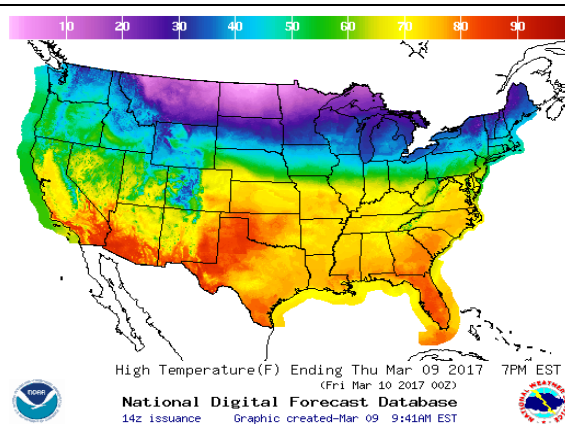 10 20 30 40 50 60 70 80 90
High Temperature(F) Ending Thu Mar 09 2017 7PM EST
(Fri Mar 10 2017 00Z)
National Digital Forecast Database
14z issuance Graphic created-Mar 09 9:41AM EST
noaa